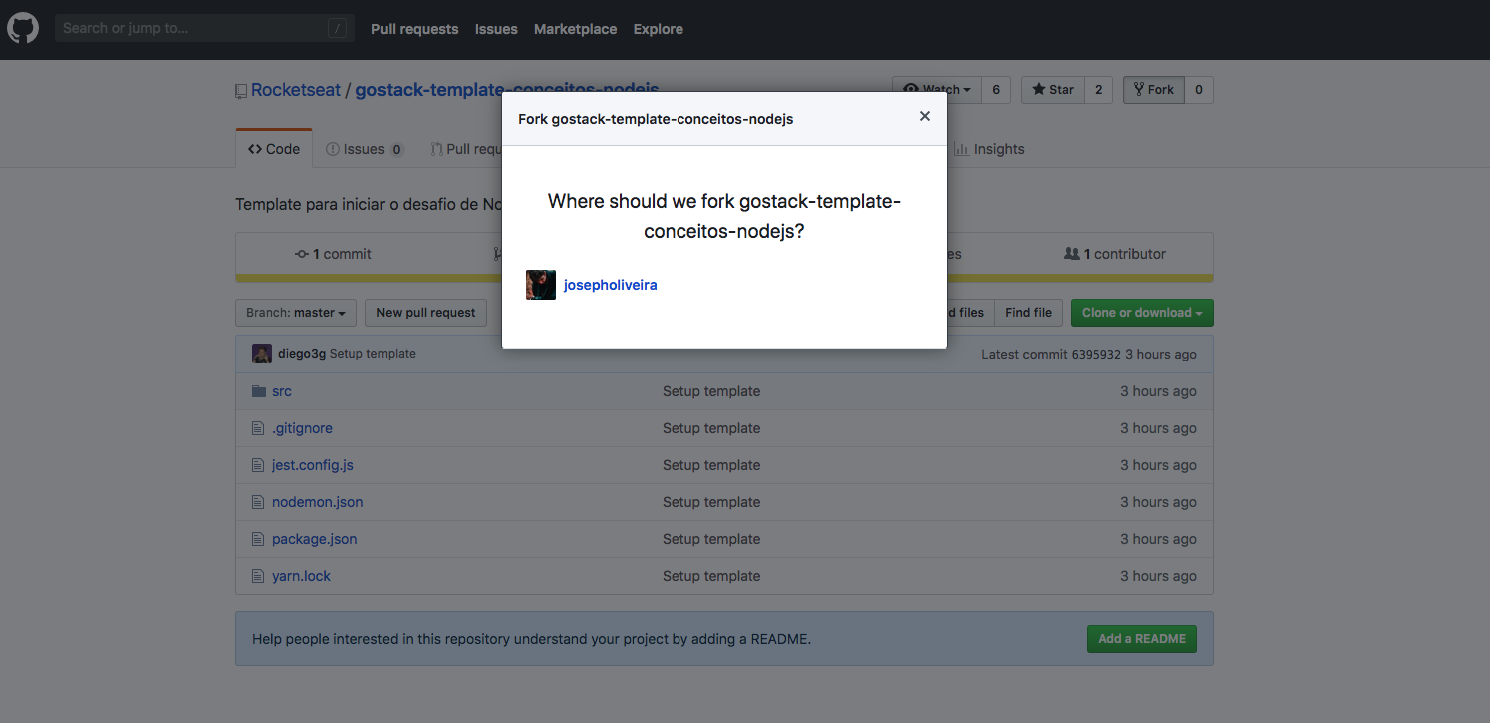 Search or jump to... /
Pull requests Issues Marketplace Explore
Rocketseat / gostack-template-conceitos-nodejs
Watch 6 Star 2 Fork 0
Fork gostack-template-conceitos-nodejs ×
Code Issues 0 Pull requ
Insights
Where should we fork gostack-template-
conceitos-nodejs?
josepholiveira
Template para iniciar o desafio de No
1 commit
es
1 contributor
Branch: master New pull request
d files Find file Clone or download
diego3g Setup template Latest commit 6395932 3 hours ago
src Setup template 3 hours ago
.gitignore Setup template 3 hours ago
jest.config.js Setup template 3 hours ago
nodemon.json Setup template 3 hours ago
package.json Setup template 3 hours ago
yarn.lock Setup template 3 hours ago
Help people interested in this repository understand your project by adding a README. Add a README